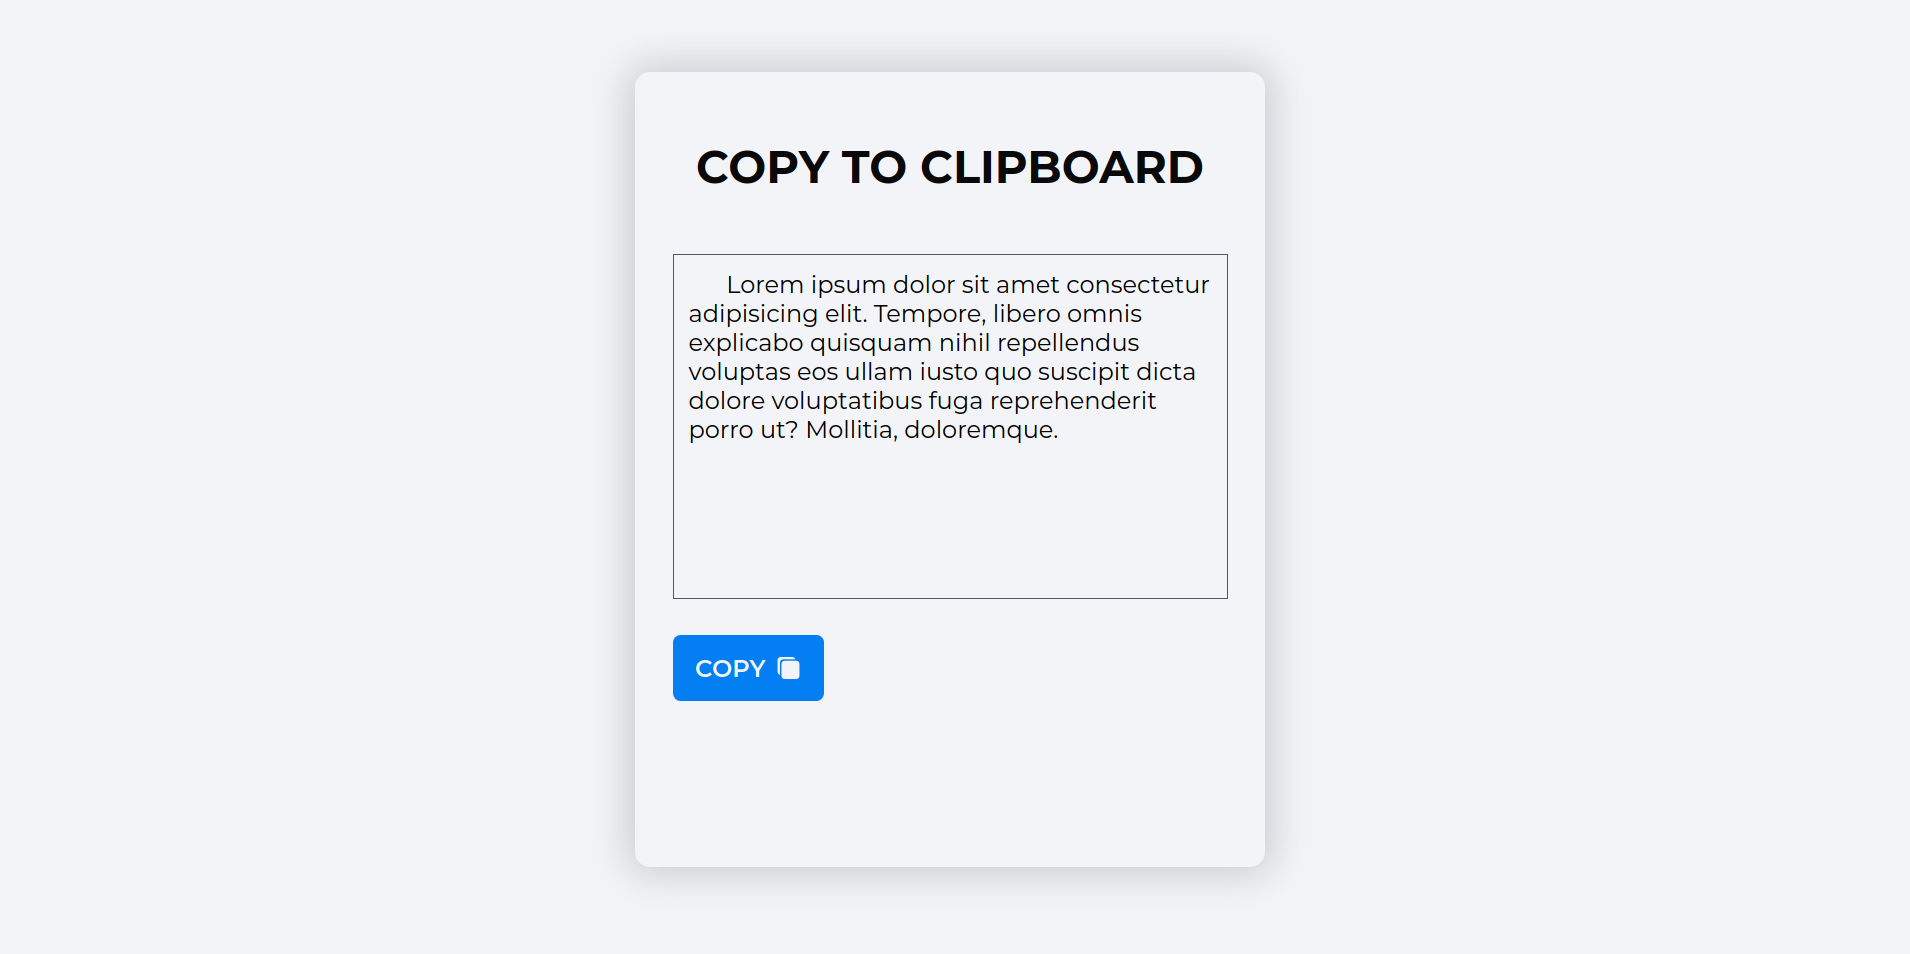 COPY TO CLIPBOARD
Lorem ipsum dolor sit amet consectetur
adipisicing elit. Tempore, libero omnis
explicabo quisquam nihil repellendus
voluptas eos ullam iusto quo suscipit dicta
dolore voluptatibus fuga reprehenderit
porro ut? Mollitia, doloremque.
COPY